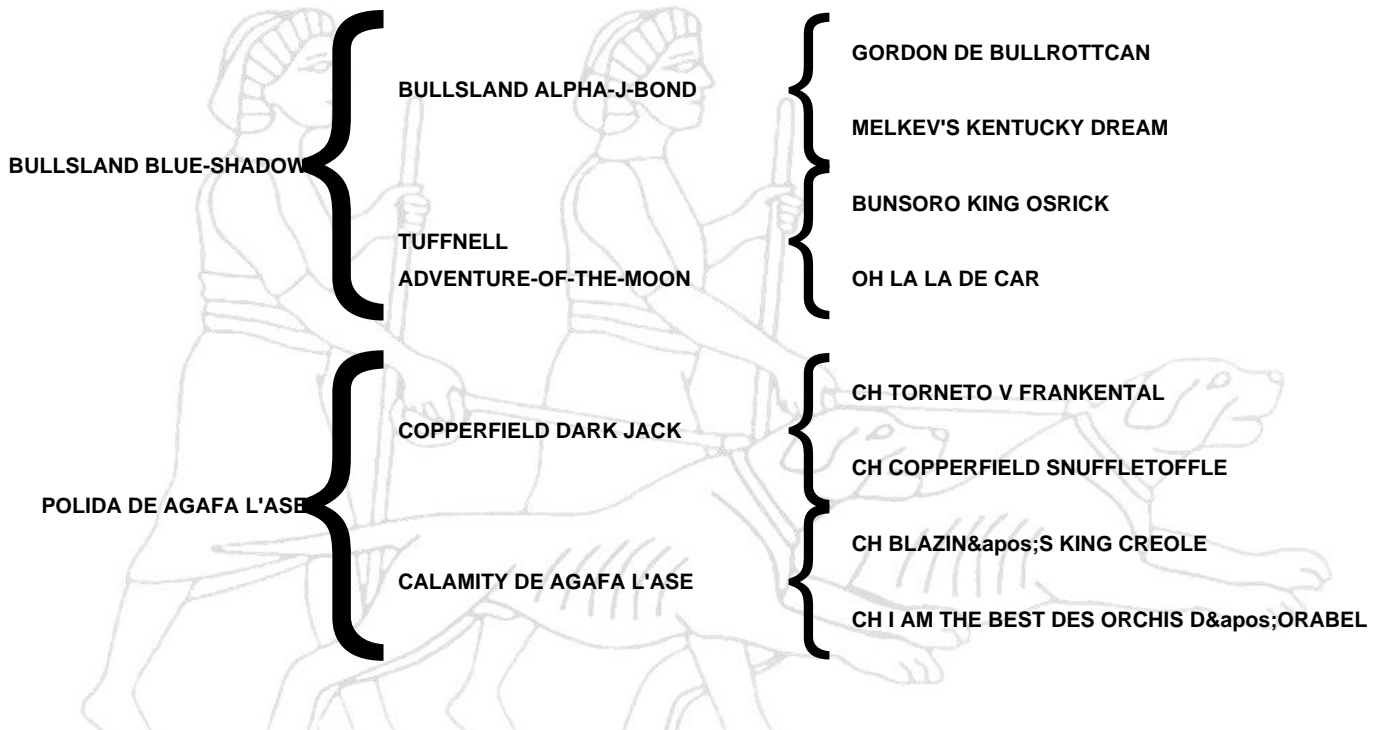 GORDON DE BULLROTTCAN
BULLSLAND ALPHA-J-BOND
MELKEV'S KENTUCKY DREAM
BULLSLAND BLUE-SHADOW
BUNSORO KING OSRICK
TUFFNELL
ADVENTURE-OF-THE-MOON
OH LA LA DE CAR
CH TORNETO V FRANKENTAL
COPPERFIELD DARK JACK
CH COPPERFIELD SNUFFLETOFFLE
POLIDA DE AGAFA L'ASE
CH BLAZIN&apos;S KING CREOLE
CALAMITY DE AGAFA L'ASE
CH I AM THE BEST DES ORCHIS D&apos;ORABEL